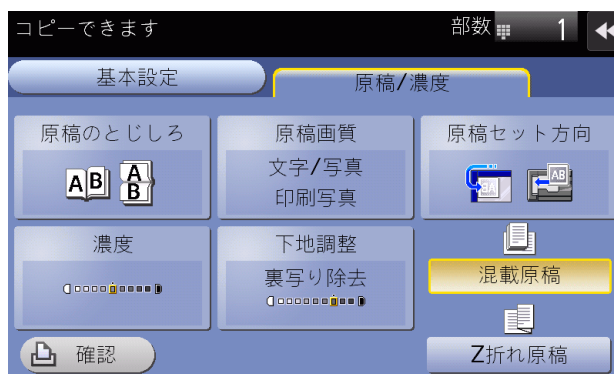 コピーできます
部数 1
基本設定
原稿/濃度
原稿のとじしろ
原稿画質
原稿セット方向
AB
A
B
文字/写真
印刷写真
AB
AB
濃度
下地調整
裏写り除去
混載原稿
確認
Z折れ原稿